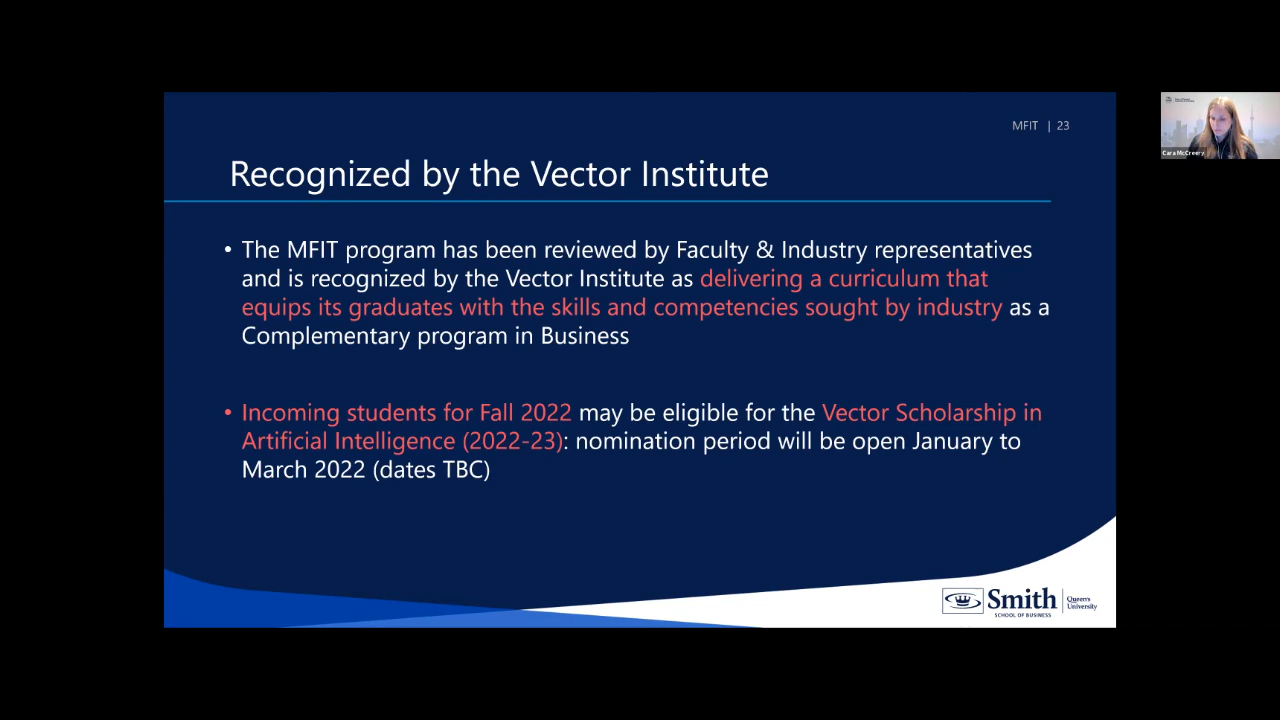 MFIT | 23
Recognized by the Vector Institute
• The MFIT program has been reviewed by Faculty & Industry representatives
and is recognized by the Vector Institute as delivering a curriculum that
equips its graduates with the skills and competencies sought by industry as a
Complementary program in Business
• Incoming students for Fall 2022 may be eligible for the Vector Scholarship in
Artificial Intelligence (2022-23): nomination period will be open January to
March 2022 (dates TBC)
Smith
SCHOOL OF BUSINESS
Queen's
University
Cara McCreery